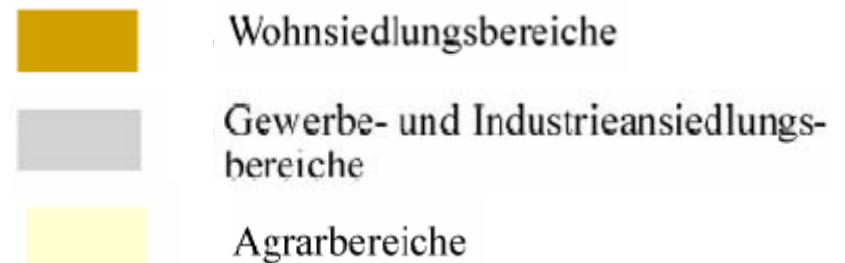 Wohnsiedlungsbereiche
Gewerbe- und Industrieansiedlungs-
bereiche
Agrarbereiche